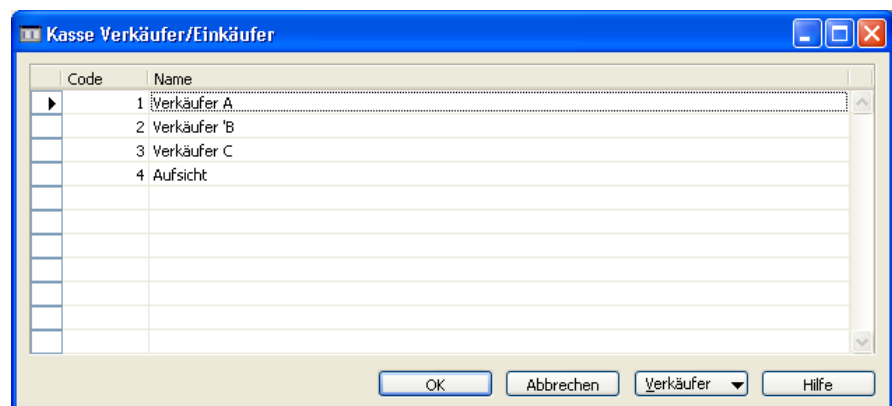 Kasse Verkäufer/Einkäufer
Code Name
1 Verkäufer A
2 Verkäufer 'B
3 Verkäufer C
4 Aufsicht
OK Abbrechen Verkäufer Hilfe